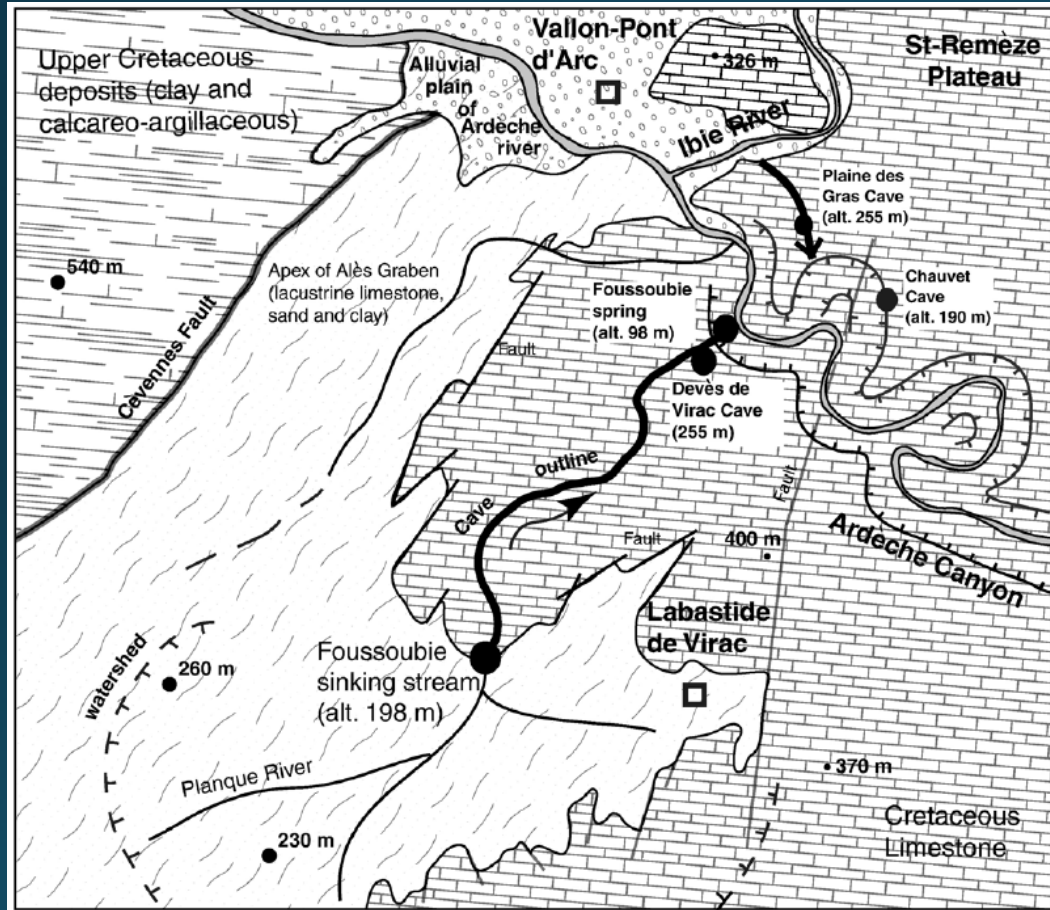 Upper Cretaceous
deposits (clay and
calcareo-argillaceous)
Alluvial
plain
of
Ardèche
river
Vallon-Pont
d'Arc
326 m
St-Remèze
Plateau
Ibie River
Plaine des
Gras Cave
(alt. 255 m)
540 m
Apex of Alès Graben
(lacustrine limestone,
sand and clay)
Foussoubie
spring
(alt. 98 m)
Chauvet
Cave
(alt. 190 m)
Cèvennes Fault
Fault
Devès de
Virac Cave
(255 m)
Cave outline
Fault
Fault
400 m
Ardèche Canyon
Labastide
de Virac
watershed
260 m
Foussoubie
sinking stream
(alt. 198 m)
Planque River
370 m
230 m
Cretaceous
Limestone